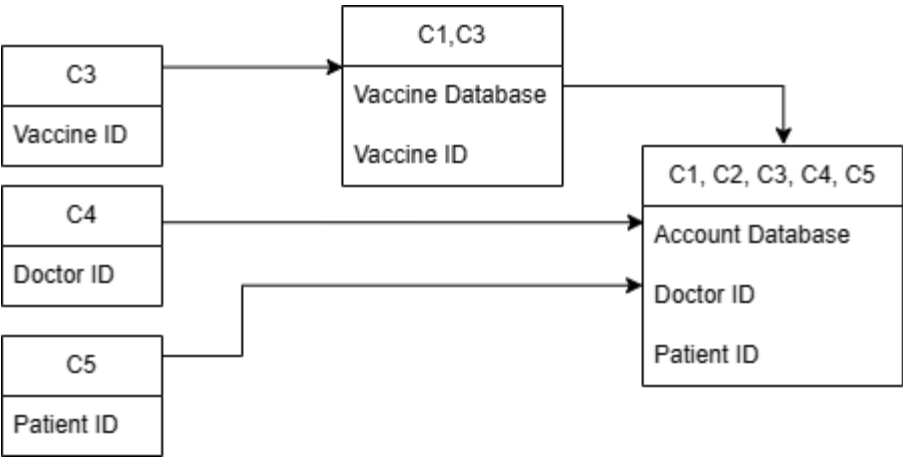 C3
Vaccine ID
C4
Doctor ID
C5
Patient ID
C1,C3
Vaccine Database
Vaccine ID
C1, C2, C3, C4, C5
Account Database
Doctor ID
Patient ID